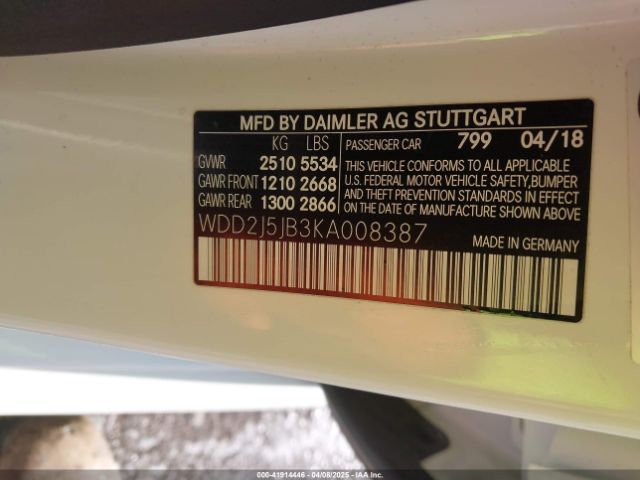 MFD BY DAIMLER AG STUTTGART
KG LBS
GVWR 2510 5534
GAWR FRONT 1210 2668
GAWR REAR 1300 2866
PASSENGER CAR 799 04/18
THIS VEHICLE CONFORMS TO ALL APPLICABLE
U.S. FEDERAL MOTOR VEHICLE SAFETY,BUMPER
AND THEFT PREVENTION STANDARDS IN EFFECT
ON THE DATE OF MANUFACTURE SHOWN ABOVE
WDD2J5JB3KA008387
MADE IN GERMANY
000-41914446 - 04/08/2025 - IAA Inc.